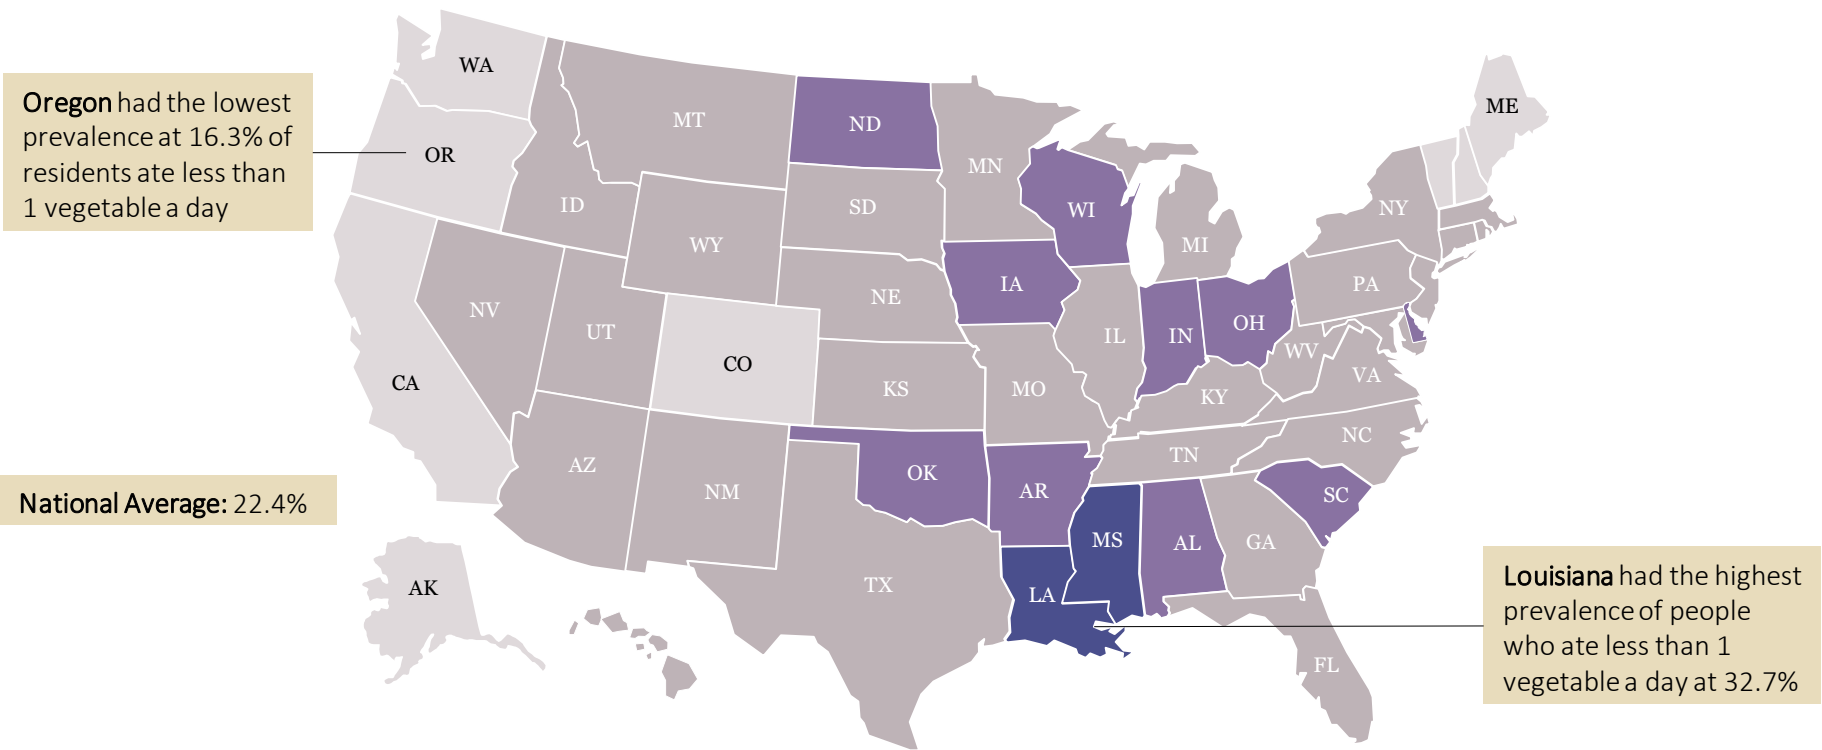 WA
ME
Oregon had the lowest
prevalence at 16.3% of
residents ate less than
1 vegetable a day
MT
ND
OR
MN
ID
SD
WI
NY
WY
MI
IA
PA
NE
NV
UT
IL
IN
OH
WV
CO
CA
KS
MO
KY
VA
NC
AZ
TN
OK
NM
AR
SC
National Average: 22.4%
MS
AL
GA
AK
TX
LA
Louisiana had the highest
prevalence of people
who ate less than 1
vegetable a day at 32.7%
FL